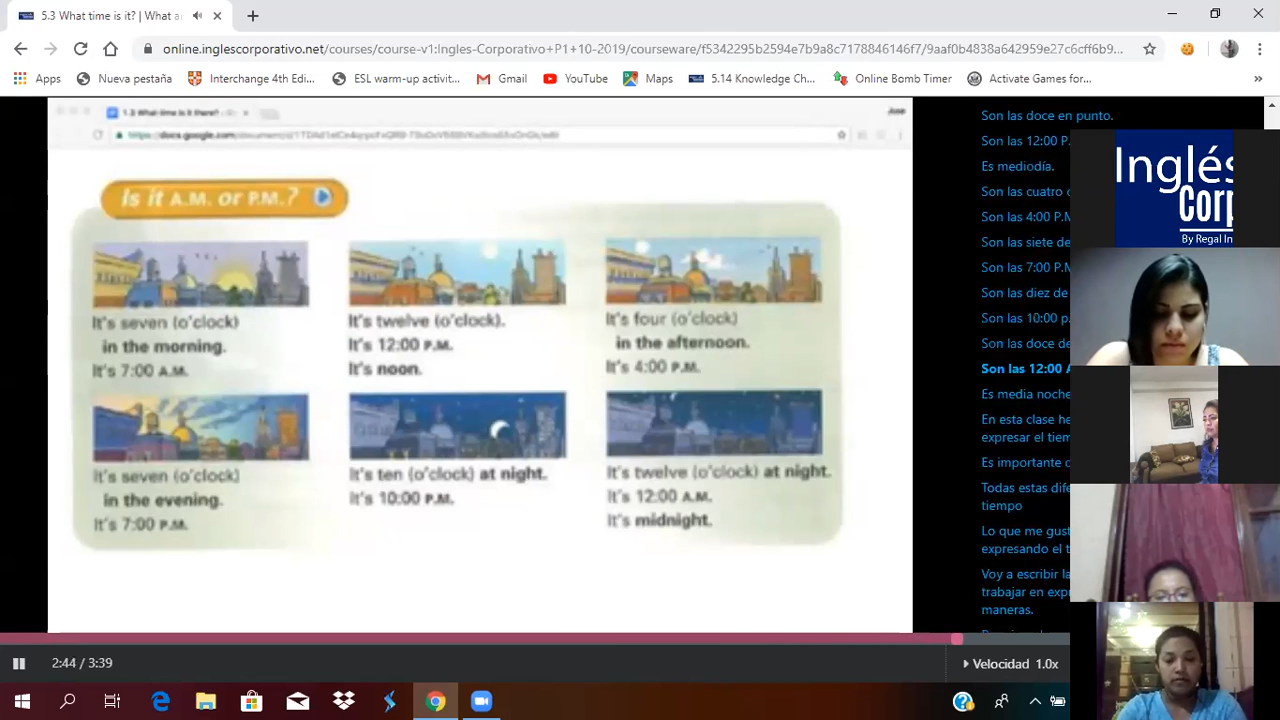 5.3 What time is it? | What a
online.inglescorporativo.net/courses/course-v1:Ingles-Corporativo+P1+10-2019/courseware/f5342295b2594e7b9a8c7178846146f7/9aaf0b4838a642959e27c6cff6b9...
Apps
Nueva pestaña
Interchange 4th Edi...
ESL warm-up activit...
Gmail
YouTube
Maps
5.14 Knowledge Ch...
Online Bomb Timer
Activate Games for...
Is it A.M. or P.M.?
It's seven (o'clock)
in the morning.
It's 7:00 A.M.
It's twelve (o'clock).
It's 12:00 P.M.
It's noon.
It's four (o'clock)
in the afternoon.
It's 4:00 P.M.
It's seven (o'clock)
in the evening.
It's 7:00 P.M.
It's ten (o'clock) at night.
It's 10:00 P.M.
It's twelve (o'clock) at night.
It's 12:00 A.M.
It's midnight.
Son las doce en punto.
Son las 12:00 P.
Es mediodía.
Son las cuatro
Son las 4:00 P.M
Son las siete de
Son las 7:00 P.M
Son las diez de
Son las 10:00 p.
Son las doce de
Son las 12:00 A
Es media noche
En esta clase he
expresar el tiem
Es importante
Todas estas dife
tiempo
Lo que me gust
expresando el t
Voy a escribir la
trabajar en expr
maneras.
Inglés
Corp
By Regal In
2:44 / 3:39
Velocidad 1.0x